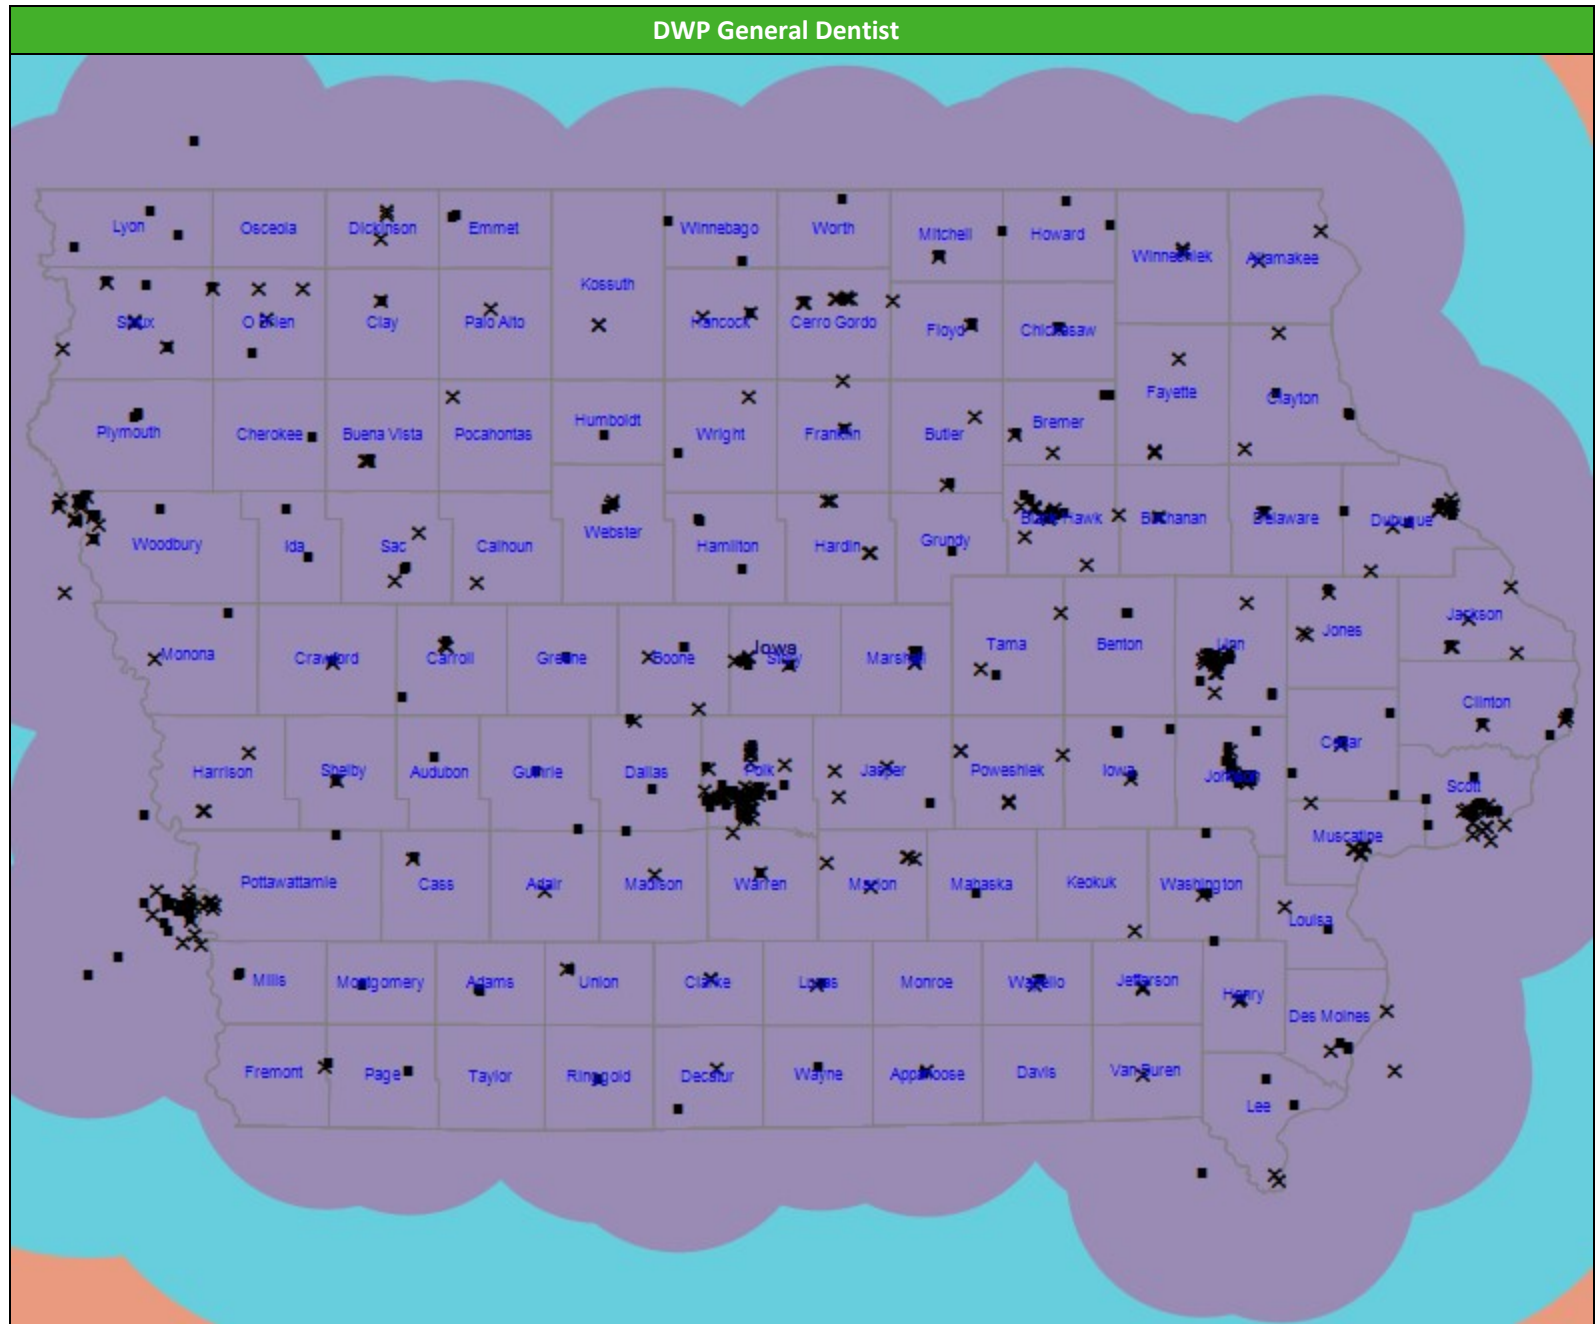 DWP General Dentist
Lyon Osceola Dickinson Emmet Winnebago Worth Mitchell Howard Winneshiek Allamakee
Kossuth
Sioux O Brien Clay Palo Alto Hancock Cerro Gordo Floyd Chickasaw
Plymouth Cherokee Buena Vista Pocahontas Humboldt Wright Franklin Butler Bremer Fayette Clayton
Woodbury Ida Sac Calhoun Webster Hamilton Hardin Grundy Black Hawk Buchanan Delaware Dubuque
Iowa
Monona Crawford Carroll Greene Boone Story Marshall Tama Benton Linn Jones Jackson
Clinton
Harrison Shelby Audubon Guthrie Dallas Polk Jasper Poweshiek Iowa Johnson Cedar Scott
Muscatine
Pottawattamie Cass Adair Madison Warren Marion Mahaska Keokuk Washington Louisa
Millis Montgomery Adams Union Clarke Lucas Monroe Wapello Jefferson Henry Des Moines
Fremont Page Taylor Ringgold Decatur Wayne Appanoose Davis Van Buren Lee